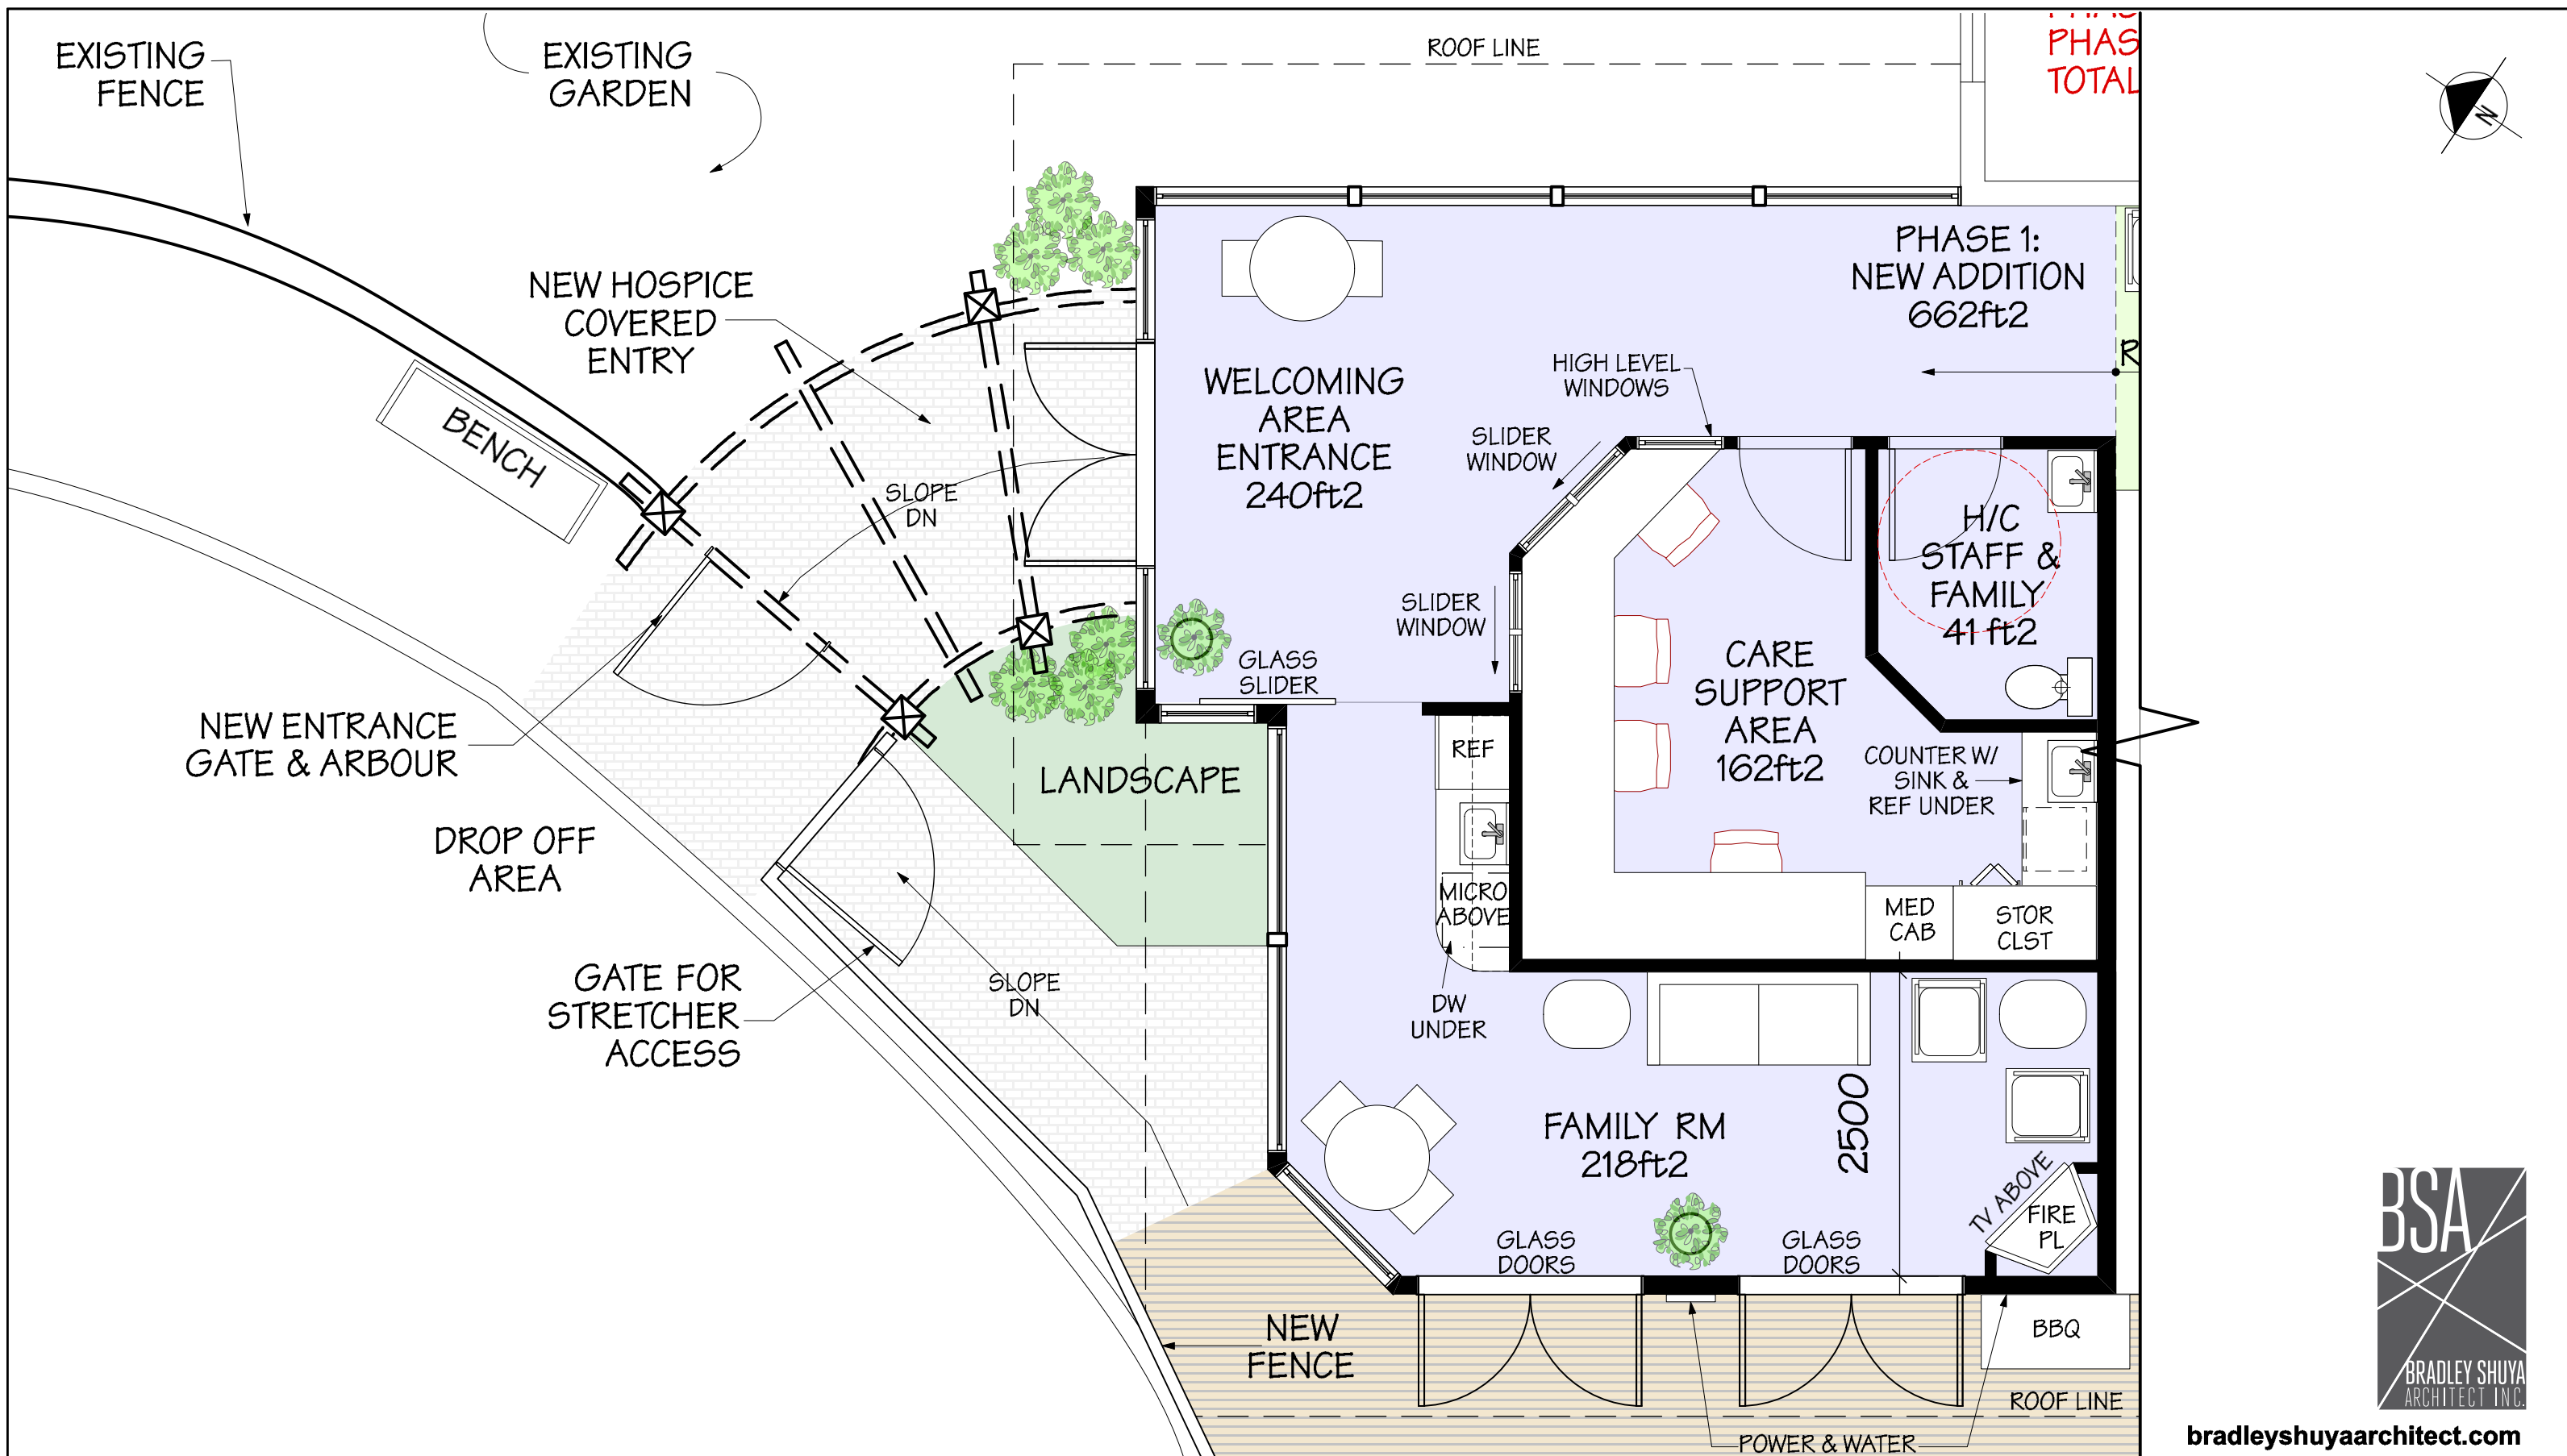 EXISTING
FENCE
EXISTING
GARDEN
ROOF LINE
PHAS
TOTAL
N
NEW HOSPICE
COVERED
ENTRY
BENCH
SLOPE
DN
WELCOMING
AREA
ENTRANCE
240ft2
PHASE 1:
NEW ADDITION
662ft2
R
HIGH LEVEL
WINDOWS
SLIDER
WINDOW
SLIDER
WINDOW
H/C
STAFF &
FAMILY
41 ft2
CARE
SUPPORT
AREA
162ft2
GLASS
SLIDER
NEW ENTRANCE
GATE & ARBOUR
LANDSCAPE
REF
COUNTER W/
SINK &
REF UNDER
DROP OFF
AREA
MICRO
ABOVE
MED
CAB
STOR
CLST
GATE FOR
STRETCHER
ACCESS
SLOPE
DN
DW
UNDER
FAMILY RM
218ft2
2500
TV ABOVE
FIRE
PL
GLASS
DOORS
GLASS
DOORS
NEW
FENCE
BBQ
ROOF LINE
POWER & WATER
BSA
BRADLEY SHUYA
ARCHITECT INC.
bradleyshuyaarchitect.com